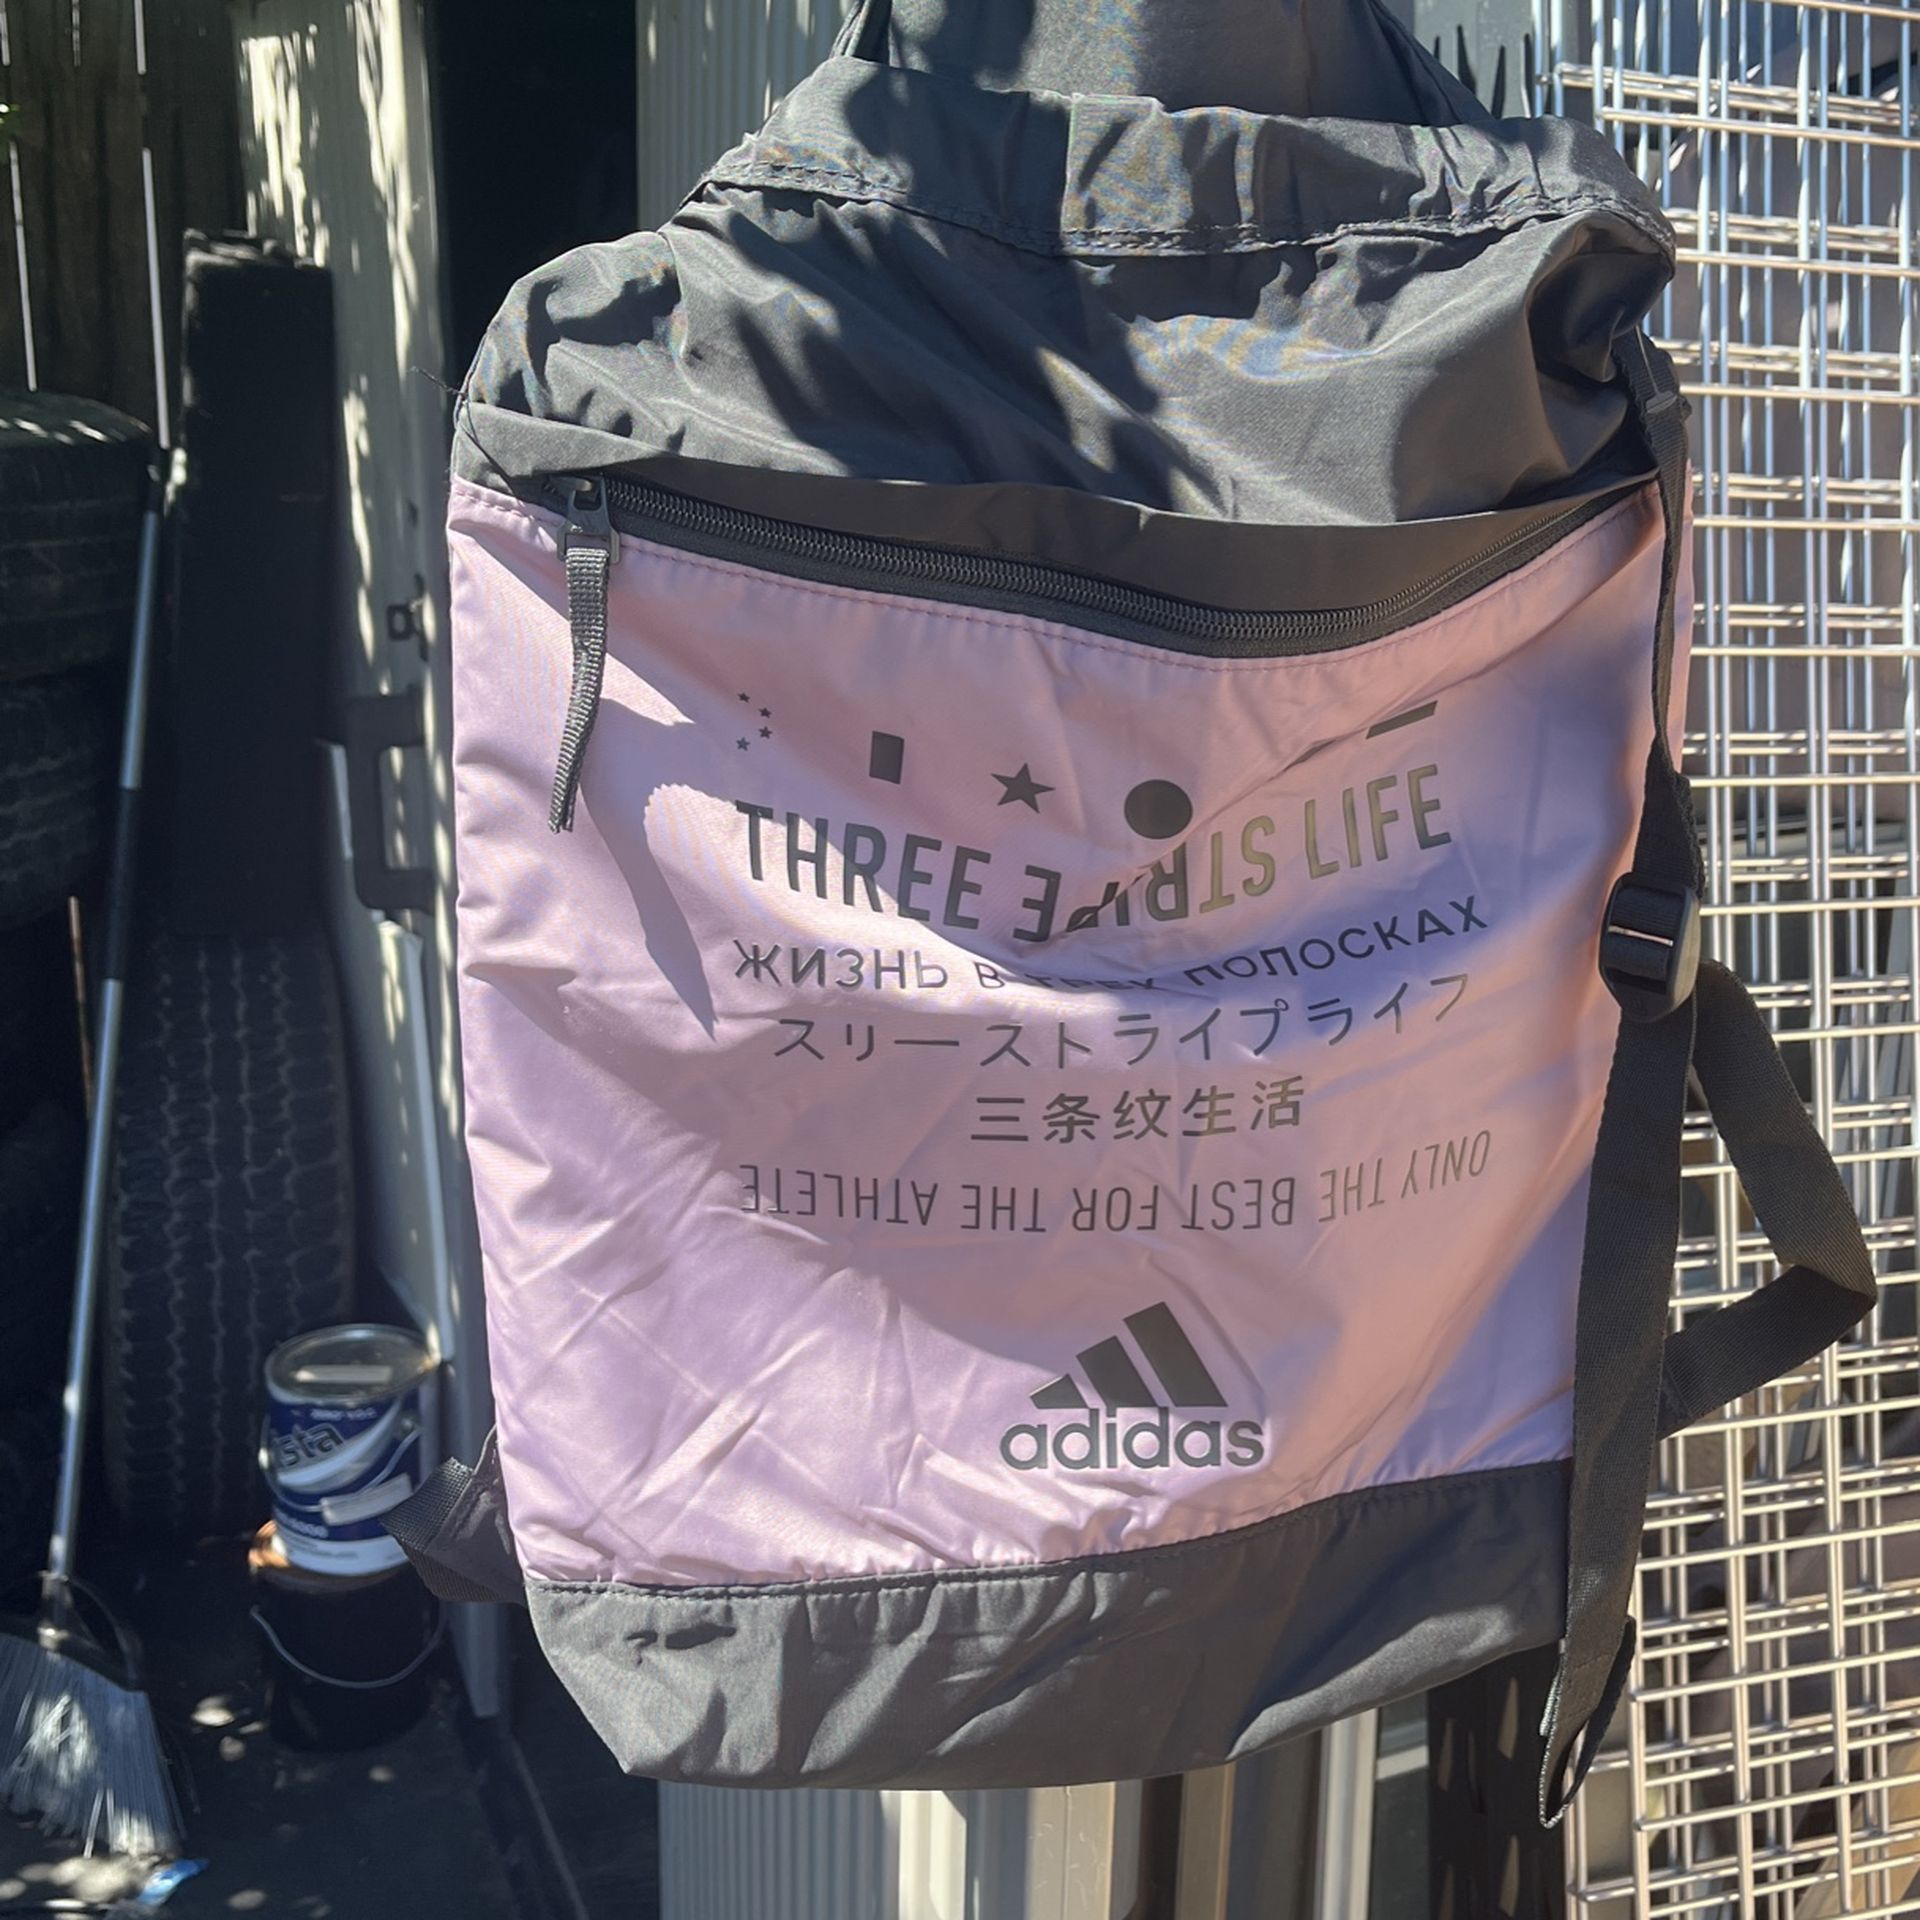 THREE STRIPE LIFE
ЖИЗНЬ В ТРЕХ ПОЛОСКАХ
スリーストライプライフ
三条纹生活
ONLY THE BEST FOR THE ATHLETE
adidas